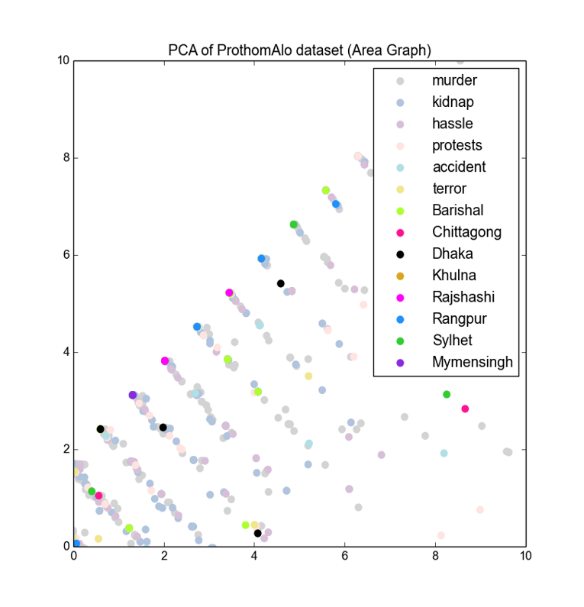 PCA of ProthomAlo dataset (Area Graph)
10
8
6
4
2
0
0
2
4
6
8
10
murder
kidnap
hassle
protests
accident
terror
Barishal
Chittagong
Dhaka
Khulna
Rajshashi
Rangpur
Sylhet
Mymensingh